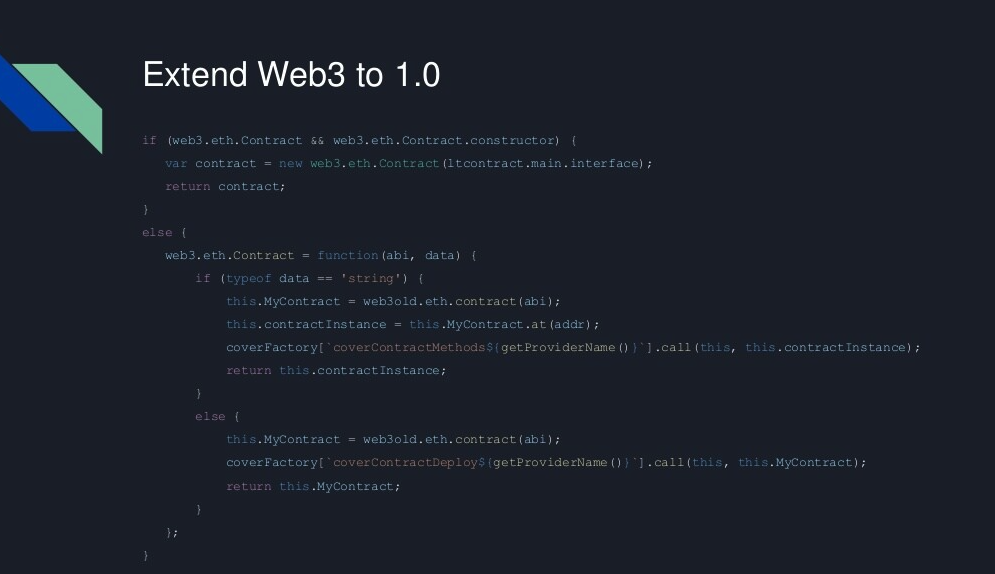 Extend Web3 to 1.0
if (web3.eth.Contract && web3.eth.Contract.constructor) {
var contract = new web3.eth.Contract(ltcontract.main.interface);
return contract;
}
else {
web3.eth.Contract = function(abi, data) {
if (typeof data == 'string') {
this.MyContract = web3old.eth.contract(abi);
this.contractInstance = this.MyContract.at(addr);
coverFactory[`coverContractMethods${getProviderName()}`].call(this, this.contractInstance);
return this.contractInstance;
}
else {
this.MyContract = web3old.eth.contract(abi);
coverFactory[`coverContractDeploy${getProviderName()}`].call(this, this.MyContract);
return this.MyContract;
}
};
}